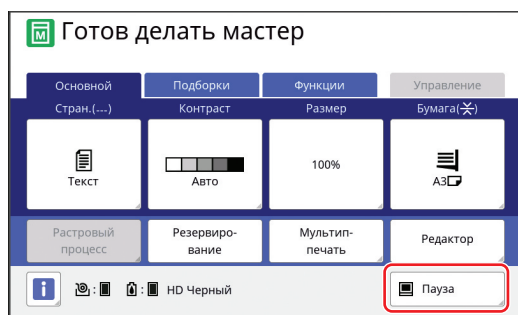 Готов делать мастер
Основной Подборки Функции Управление
Стран.(---) Контраст Размер Бумага()
Текст Авто 100% A3
Растровый процесс Резервиро-вание Мультип-печать Редактор
HD Черный Пауза